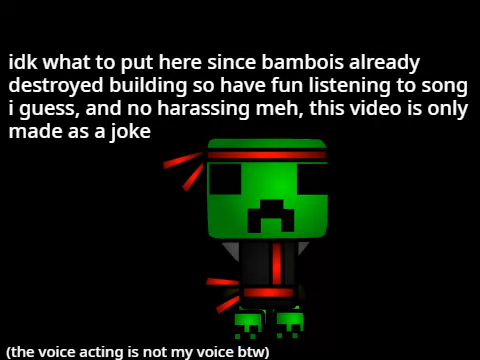 idk what to put here since bambois already
destroyed building so have fun listening to song
i guess, and no harassing meh, this video is only
made as a joke
(the voice acting is not my voice btw)